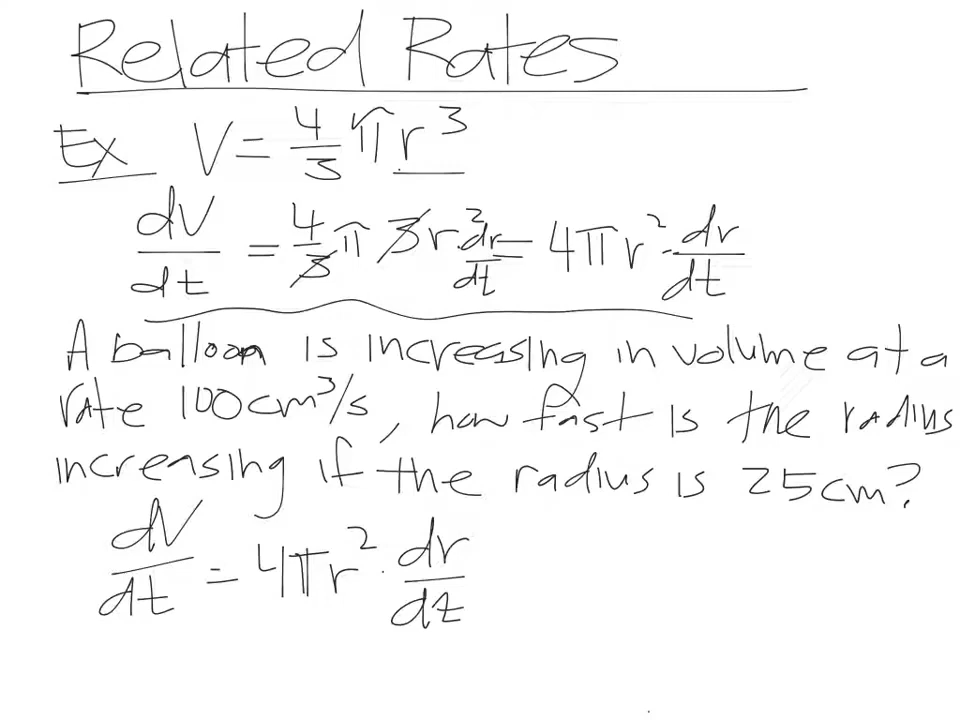 Related Rates
Ex V = 4/3 πr³
dV/dt = 4/3 π 3r² dr/dt = 4πr² · dr/dt
A balloon is increasing in volume at a
rate 100cm³/s, how fast is the radius
increasing if the radius is 25cm?
dV/dt = 4πr² · dr/dt